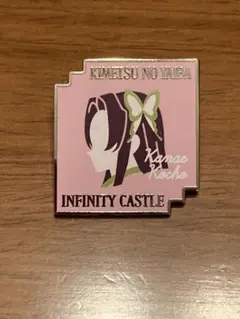 KIMETSU NO YAIBA
Kanae
Kocho
INFINITY CASTLE